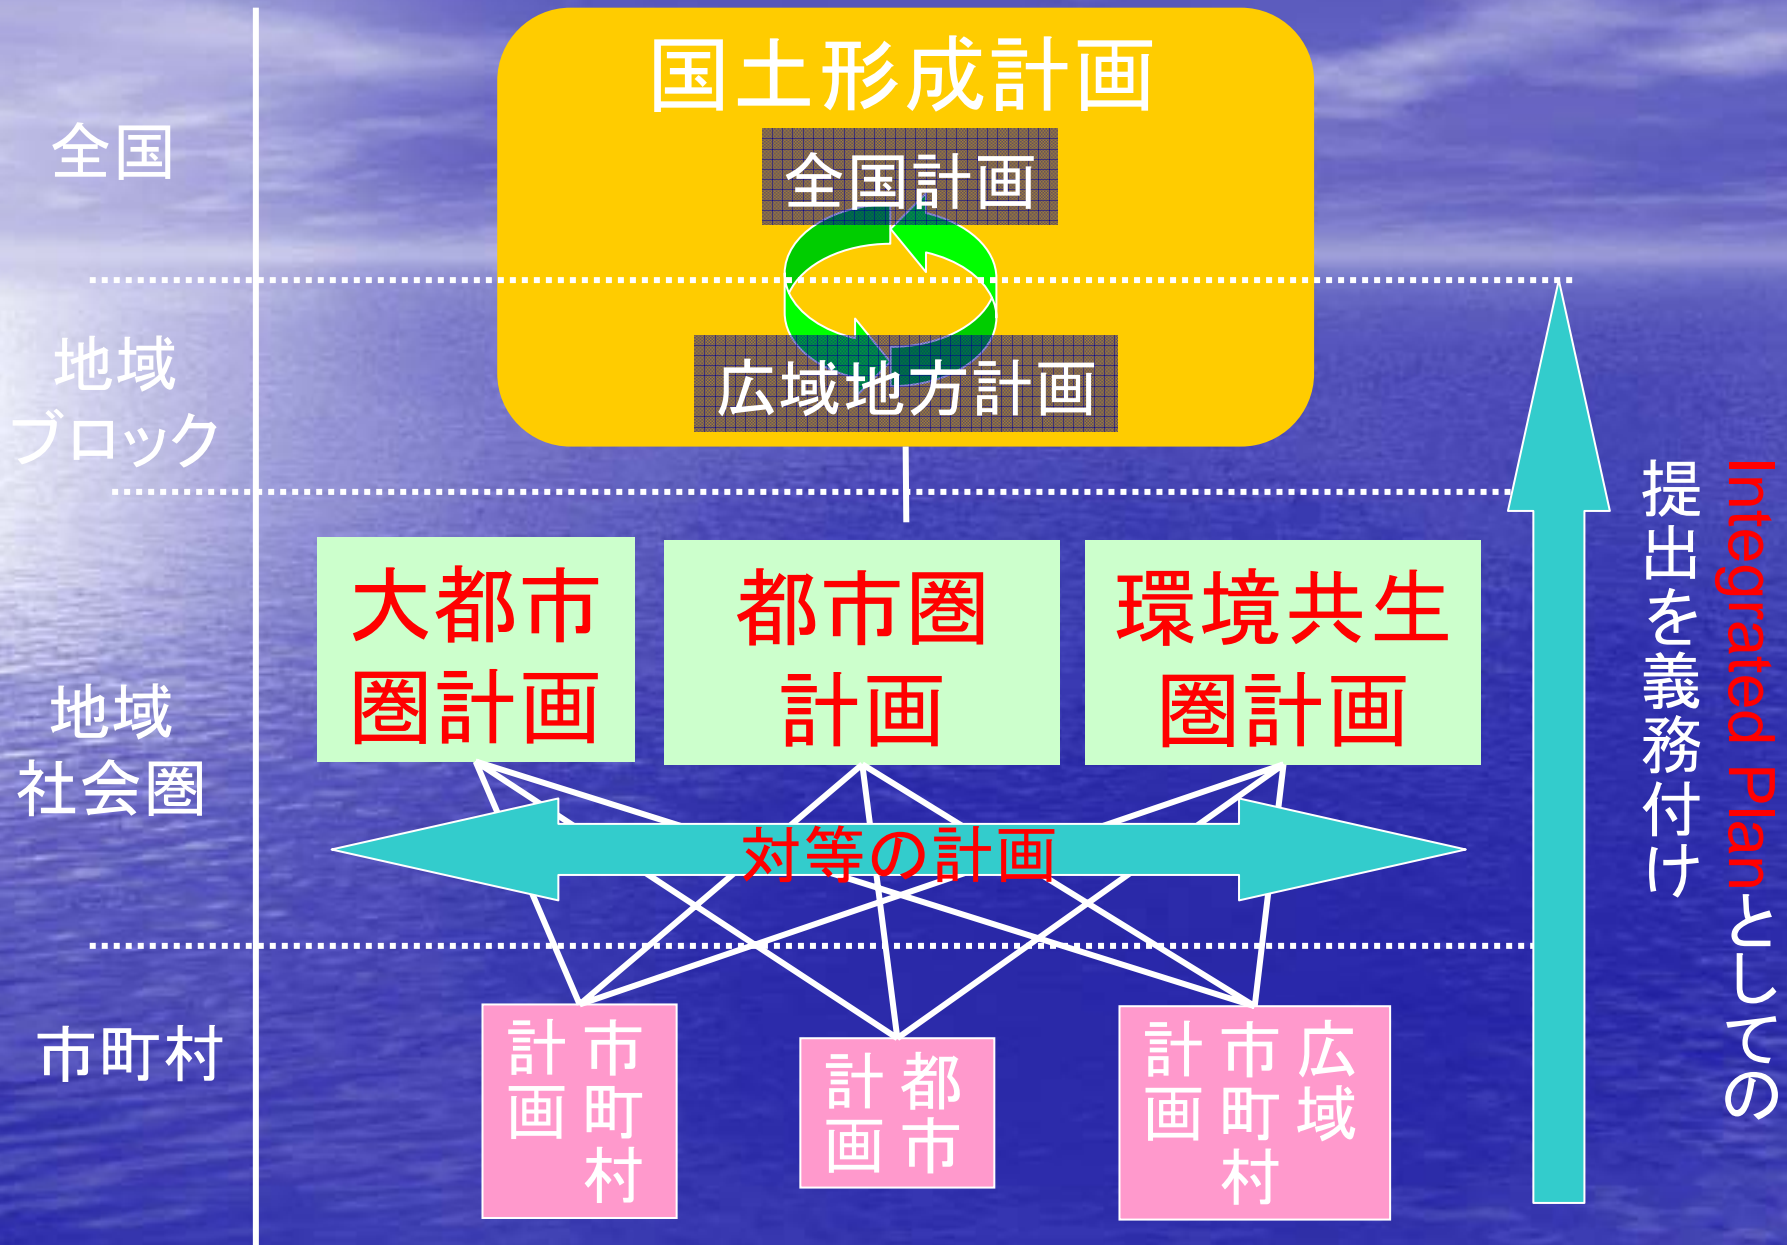 国土形成計画
全国
全国計画
地域
ブロック
広域地方計画
大都市
圏計画
都市圏
計画
環境共生
圏計画
地域
社会圏
対等の計画
市町村
市町村
計画
都市
計画
広域
市町村
計画
Integrated Planとしての
提出を義務付け